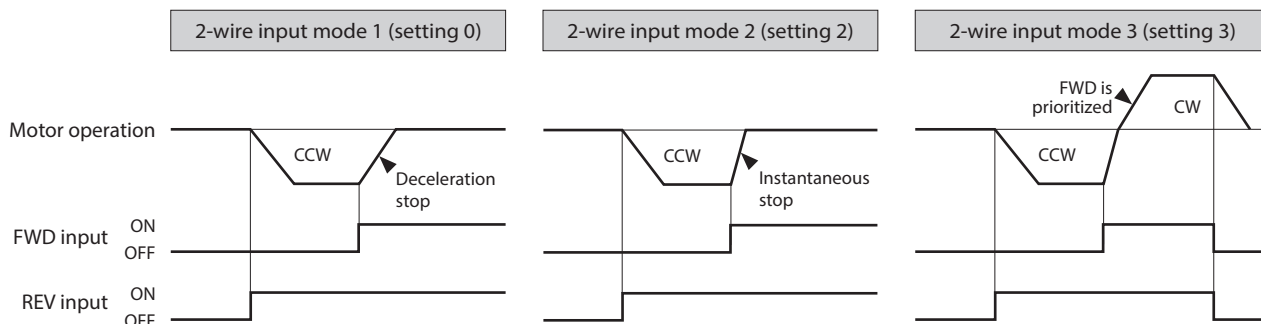 2-wire input mode 1 (setting 0)
2-wire input mode 2 (setting 2)
2-wire input mode 3 (setting 3)
Motor operation
CCW
Deceleration
stop
CCW
Instantaneous
stop
FWD is
prioritized
CW
CCW
FWD input
ON
OFF
REV input
ON
OFF